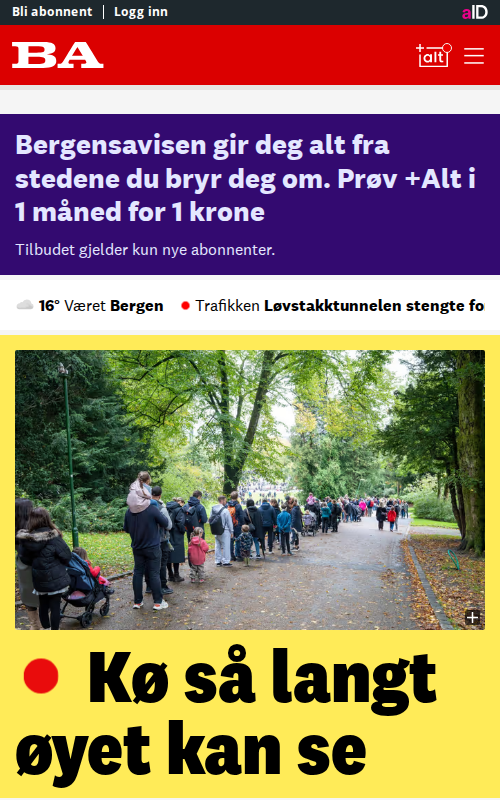 Bli abonnent | Logg inn
aID
BA
+alt
Bergensavisen gir deg alt fra
stedene du bryr deg om. Prøv +Alt i
1 måned for 1 krone
Tilbudet gjelder kun nye abonnenter.
16° Været Bergen
Trafikken Løvstakktunnelen stengte fo
Kø så langt
øyet kan se